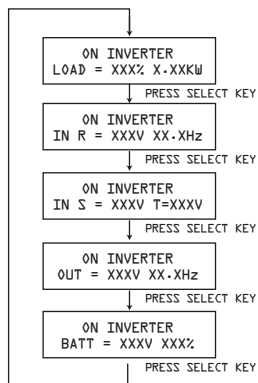 ON INVERTER
LOAD = XXX% X.XXKW
PRESS SELECT KEY
ON INVERTER
IN R = XXXV XX.XHz
PRESS SELECT KEY
ON INVERTER
IN S = XXXV T=XXXV
PRESS SELECT KEY
ON INVERTER
OUT = XXXV XX.XHz
PRESS SELECT KEY
ON INVERTER
BATT = XXXV XXX%
PRESS SELECT KEY